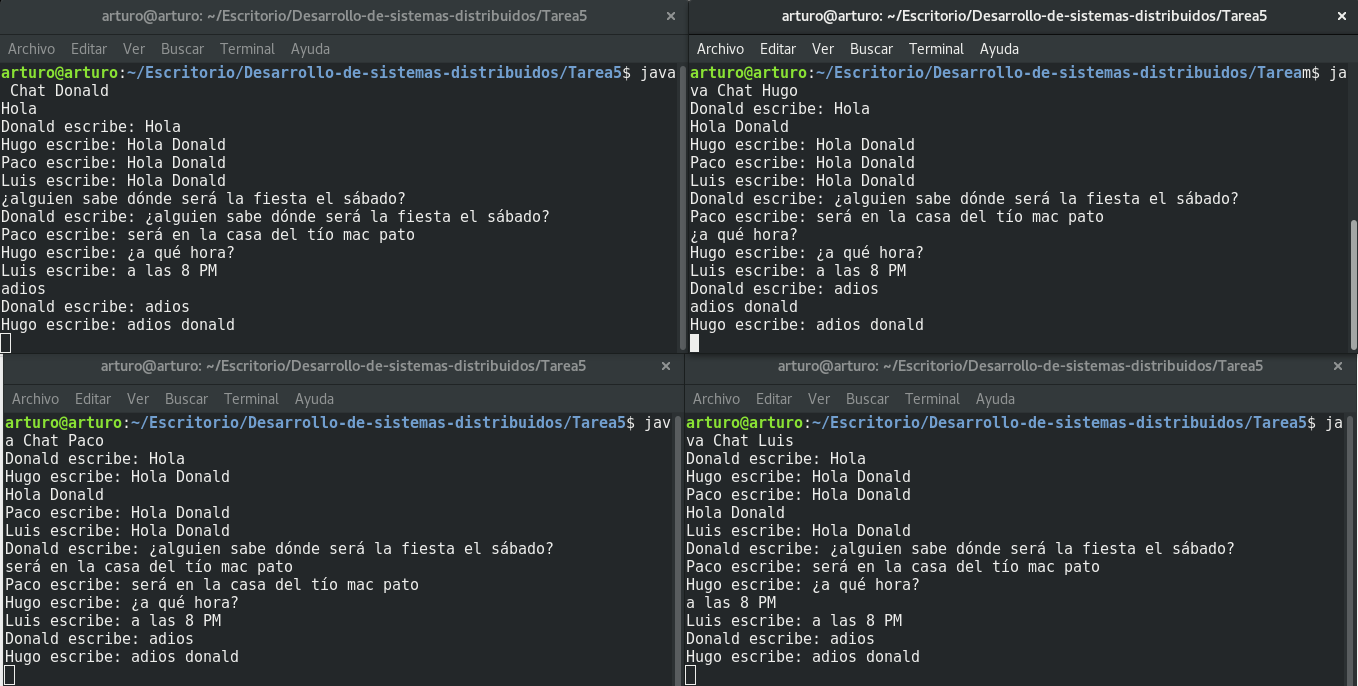 arturo@arturo: ~/Escritorio/Desarrollo-de-sistemas-distribuidos/Tarea5 ×
Archivo Editar Ver Buscar Terminal Ayuda
arturo@arturo:~/Escritorio/Desarrollo-de-sistemas-distribuidos/Tarea5$ java
 Chat Donald
Hola
Donald escribe: Hola
Hugo escribe: Hola Donald
Paco escribe: Hola Donald
Luis escribe: Hola Donald
¿alguien sabe dónde será la fiesta el sábado?
Donald escribe: ¿alguien sabe dónde será la fiesta el sábado?
Paco escribe: será en la casa del tío mac pato
Hugo escribe: ¿a qué hora?
Luis escribe: a las 8 PM
adios
Donald escribe: adios
Hugo escribe: adios donald
arturo@arturo: ~/Escritorio/Desarrollo-de-sistemas-distribuidos/Tarea5 ×
Archivo Editar Ver Buscar Terminal Ayuda
arturo@arturo:~/Escritorio/Desarrollo-de-sistemas-distribuidos/Taream$ ja
va Chat Hugo
Donald escribe: Hola
Hola Donald
Hugo escribe: Hola Donald
Paco escribe: Hola Donald
Luis escribe: Hola Donald
Donald escribe: ¿alguien sabe dónde será la fiesta el sábado?
Paco escribe: será en la casa del tío mac pato
¿a qué hora?
Hugo escribe: ¿a qué hora?
Luis escribe: a las 8 PM
Donald escribe: adios
adios donald
Hugo escribe: adios donald
arturo@arturo: ~/Escritorio/Desarrollo-de-sistemas-distribuidos/Tarea5 ×
Archivo Editar Ver Buscar Terminal Ayuda
arturo@arturo:~/Escritorio/Desarrollo-de-sistemas-distribuidos/Tarea5$ jav
a Chat Paco
Donald escribe: Hola
Hugo escribe: Hola Donald
Hola Donald
Paco escribe: Hola Donald
Luis escribe: Hola Donald
Donald escribe: ¿alguien sabe dónde será la fiesta el sábado?
será en la casa del tío mac pato
Paco escribe: será en la casa del tío mac pato
Hugo escribe: ¿a qué hora?
Luis escribe: a las 8 PM
Donald escribe: adios
Hugo escribe: adios donald
arturo@arturo: ~/Escritorio/Desarrollo-de-sistemas-distribuidos/Tarea5 ×
Archivo Editar Ver Buscar Terminal Ayuda
arturo@arturo:~/Escritorio/Desarrollo-de-sistemas-distribuidos/Tarea5$ ja
va Chat Luis
Donald escribe: Hola
Hugo escribe: Hola Donald
Paco escribe: Hola Donald
Hola Donald
Luis escribe: Hola Donald
Donald escribe: ¿alguien sabe dónde será la fiesta el sábado?
Paco escribe: será en la casa del tío mac pato
Hugo escribe: ¿a qué hora?
a las 8 PM
Luis escribe: a las 8 PM
Donald escribe: adios
Hugo escribe: adios donald